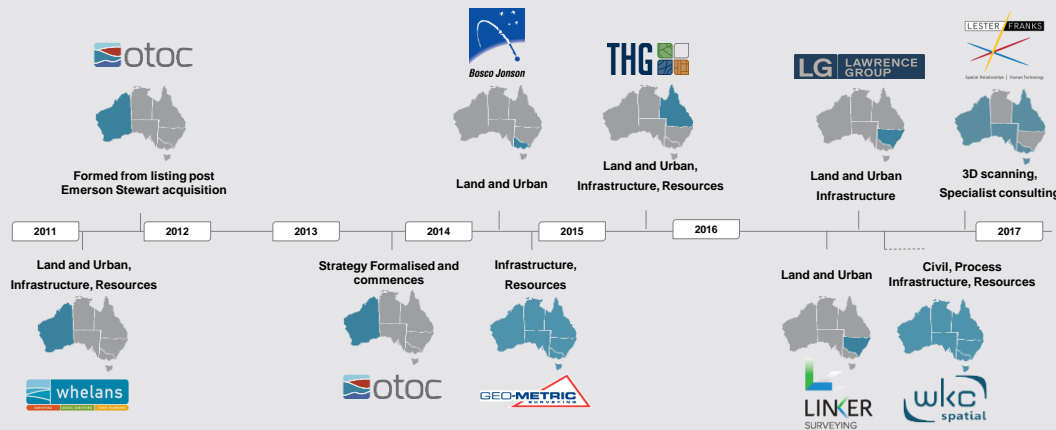 otoc
Bosco Jonson
THG
LG LAWRENCE
GROUP
LESTER FRANKS
Spatial Relationships | Human Technology
Formed from listing post
Emerson Stewart acquisition
Land and Urban
Land and Urban,
Infrastructure, Resources
Land and Urban
Infrastructure
3D scanning,
Specialist consulting
2011
2012
2013
2014
2015
2016
2017
Land and Urban,
Infrastructure, Resources
Strategy Formalised and
commences
Infrastructure,
Resources
Land and Urban
Civil, Process
Infrastructure, Resources
whelans
otoc
GEO-METRIC
SURVEYING
LINKER
SURVEYING
wkc
spatial